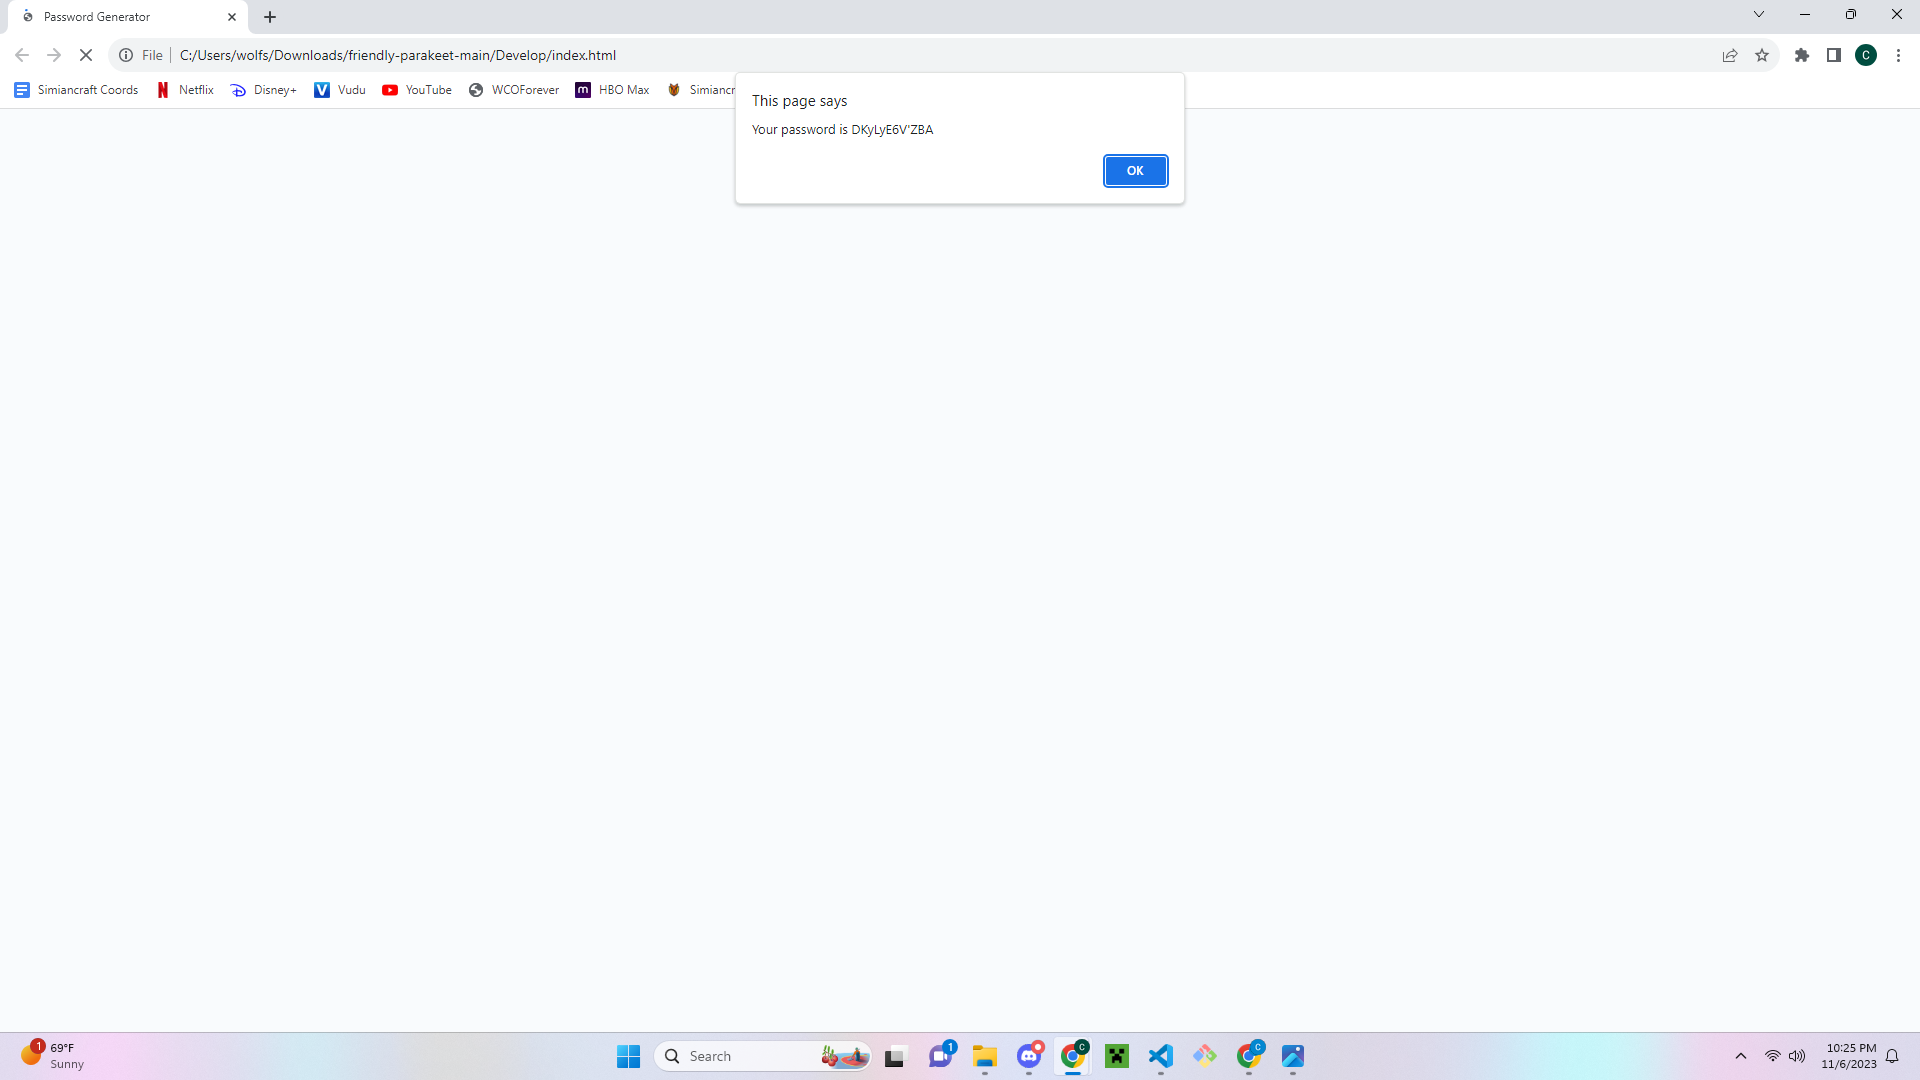 Password Generator
File
C:/Users/wolfs/Downloads/friendly-parakeet-main/Develop/index.html
C
Simiancraft Coords
Netflix
Disney+
Vudu
YouTube
WCOForever
HBO Max
Simiancr
This page says
Your password is DKyLyE6V'ZBA
OK
1
69°F
Sunny
Search
1
C
C
10:25 PM
11/6/2023